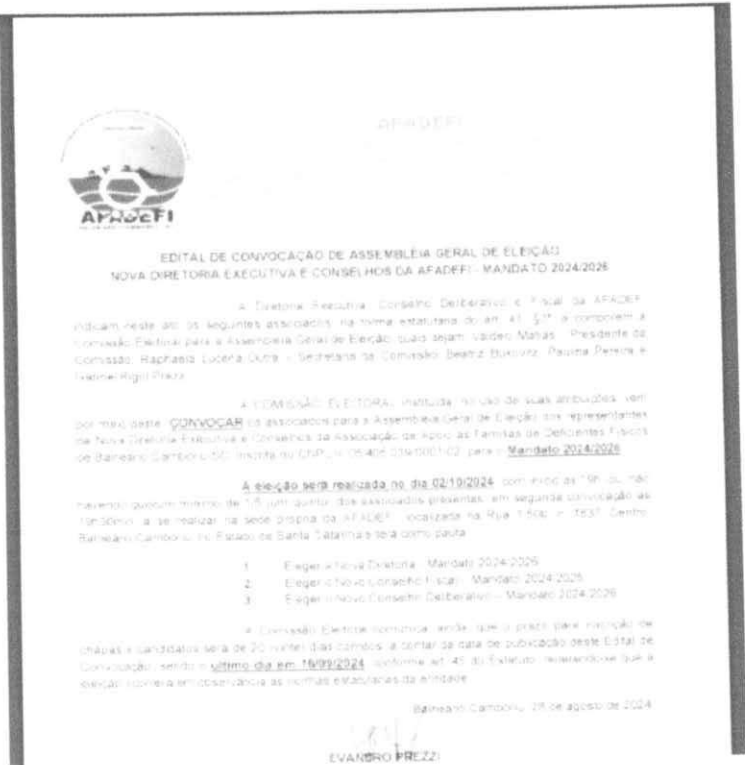 AFADEFI
AFADEFI
EDITAL DE CONVOCAÇÃO DE ASSEMBLÉIA GERAL DE ELEIÇÃO
NOVA DIRETORIA EXECUTIVA E CONSELHOS DA AFADEFI - MANDATO 2024/2026
A Diretoria Executiva, Conselho Deliberativo e Fiscal da AFADEFI
indicam neste ato os seguintes associados, na forma estatutária do art. 41, a comporem a
Comissão Eleitoral para a Assembleia Geral de Eleição, quais sejam: Valdeci Matias - Presidente da
Comissão, Raphaela Lucena Dutra - Secretária da Comissão, Beatriz Paulina Pereira e
Gabriel Rigol Prezzi
A COMISSÃO ELEITORAL, instituída, no uso de suas atribuições, vem
por meio deste, CONVOCAR os associados para a Assembleia Geral de Eleição dos representantes
da Nova Diretoria Executiva e Conselhos da Associação de Apoio as Famílias de Deficientes Físicos
de Balneário Camboriú/SC, inscrita no CNPJ para o Mandato 2024/2026
A eleição será realizada no dia 02/10/2024, com início às 19h, ou, não
havendo quórum mínimo de 1/5 (um quinto) dos associados presentes, em segunda convocação às
19h30min, a se realizar na sede própria da AFADEFI, localizada na Rua 1.500, n. 1637, Centro,
Balneário Camboriú, no Estado de Santa Catarina e terá como pauta
1. Eleger a Nova Diretoria - Mandato 2024/2026
2. Eleger o Novo Conselho Fiscal - Mandato 2024/2026
3. Eleger o Novo Conselho Deliberativo - Mandato 2024/2026
A Comissão Eleitoral comunica, ainda, que o prazo para inscrição de
chapas e candidatos será de 20 (vinte) dias corridos, a contar da data de publicação deste Edital de
Convocação, sendo o último dia em 16/09/2024, conforme art. 45 do Estatuto, que a
eleição ocorrerá em observância as normas estatutárias da entidade
Balneário Camboriú, 28 de agosto de 2024
EVANDRO PREZZI